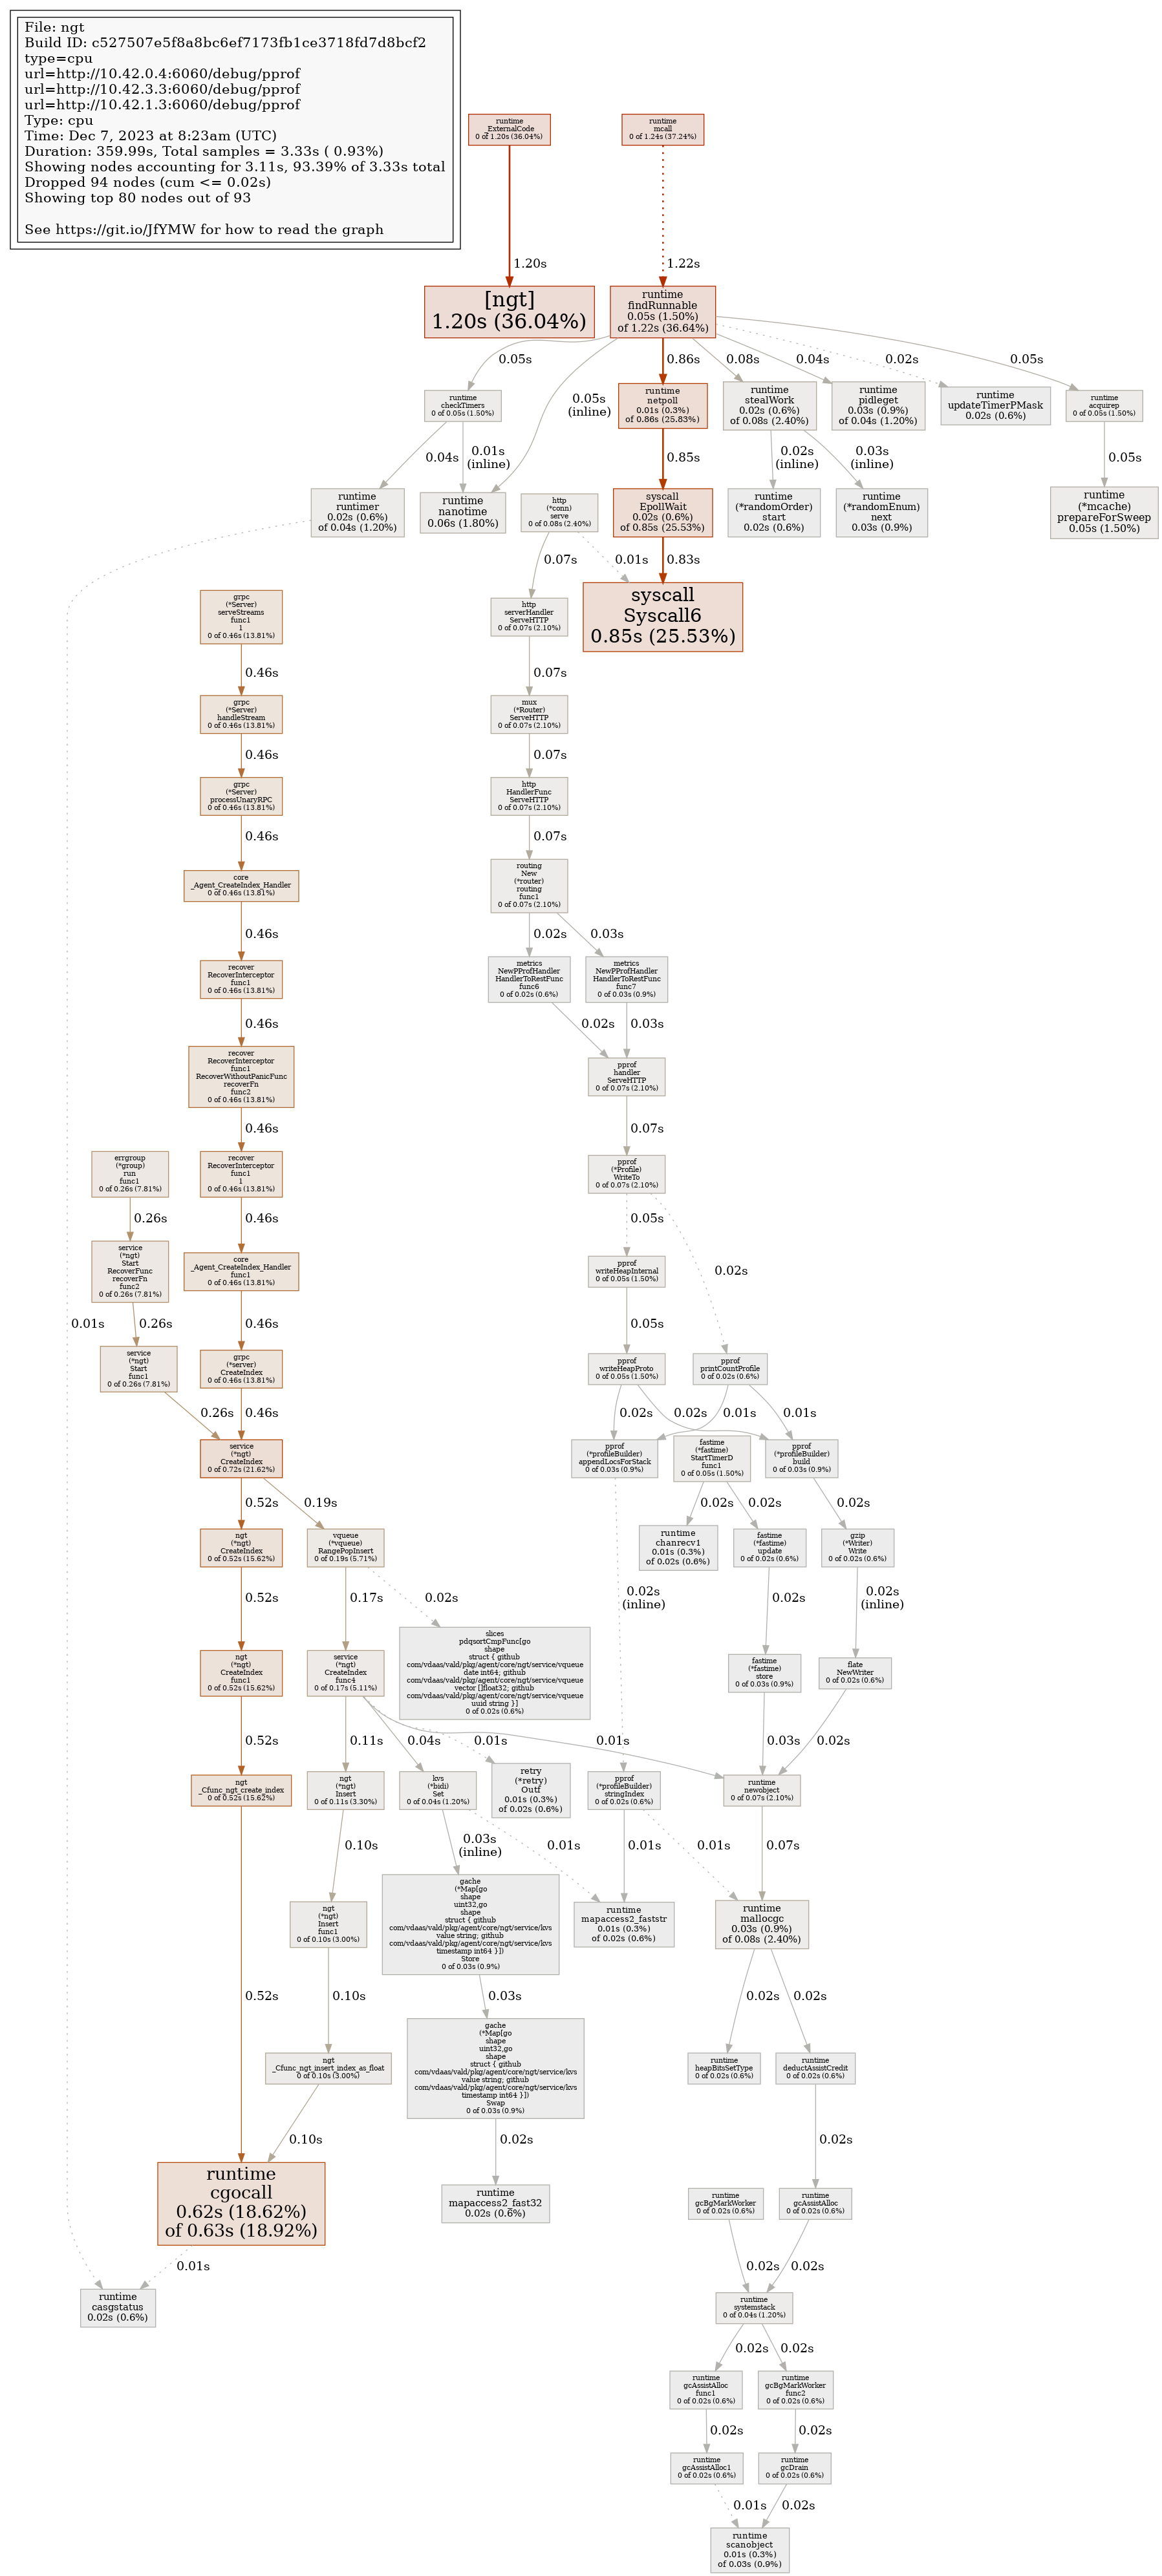 File: ngt
Build ID: c527507e5f8a8bc6ef7173fb1ce3718fd7d8bcf2
type=cpu
url=http://10.42.0.4:6060/debug/pprof
url=http://10.42.3.3:6060/debug/pprof
url=http://10.42.1.3:6060/debug/pprof
Type: cpu
Time: Dec 7, 2023 at 8:23am (UTC)
Duration: 359.99s, Total samples = 3.33s ( 0.93%)
Showing nodes accounting for 3.11s, 93.39% of 3.33s total
Dropped 94 nodes (cum <= 0.02s)
Showing top 80 nodes out of 93
See https://git.io/JfYMW for how to read the graph
runtime
_ExternalCode
0 of 1.20s (36.04%)
runtime
mcall
0 of 1.24s (37.24%)
1.20s
1.22s
[ngt]
1.20s (36.04%)
runtime
findRunnable
0.05s (1.50%)
of 1.22s (36.64%)
0.05s
0.05s
(inline)
0.86s
0.08s
0.04s
0.02s
0.05s
runtime
checkTimers
0 of 0.05s (1.50%)
runtime
netpoll
0.01s (0.3%)
of 0.86s (25.83%)
runtime
stealWork
0.02s (0.6%)
of 0.08s (2.40%)
runtime
pidleget
0.03s (0.9%)
of 0.04s (1.20%)
runtime
updateTimerPMask
0.02s (0.6%)
runtime
acquirep
0 of 0.05s (1.50%)
0.04s
0.01s
(inline)
0.85s
0.02s
(inline)
0.03s
(inline)
0.05s
runtime
runtimer
0.02s (0.6%)
of 0.04s (1.20%)
runtime
nanotime
0.06s (1.80%)
http
(*conn)
serve
0 of 0.08s (2.40%)
syscall
EpollWait
0.02s (0.6%)
of 0.85s (25.53%)
runtime
(*randomOrder)
start
0.02s (0.6%)
runtime
(*randomEnum)
next
0.03s (0.9%)
runtime
(*mcache)
prepareForSweep
0.05s (1.50%)
0.07s
0.01s
0.83s
grpc
(*Server)
serveStreams
func1
1
0 of 0.46s (13.81%)
http
serverHandler
ServeHTTP
0 of 0.07s (2.10%)
syscall
Syscall6
0.85s (25.53%)
0.46s
0.07s
grpc
(*Server)
handleStream
0 of 0.46s (13.81%)
mux
(*Router)
ServeHTTP
0 of 0.07s (2.10%)
0.46s
0.07s
grpc
(*Server)
processUnaryRPC
0 of 0.46s (13.81%)
http
HandlerFunc
ServeHTTP
0 of 0.07s (2.10%)
0.46s
0.07s
core
_Agent_CreateIndex_Handler
0 of 0.46s (13.81%)
routing
New
(*router)
routing
func1
0 of 0.07s (2.10%)
0.46s
0.02s
0.03s
recover
RecoverInterceptor
func1
0 of 0.46s (13.81%)
metrics
NewPProfHandler
HandlerToRestFunc
func6
0 of 0.02s (0.6%)
metrics
NewPProfHandler
HandlerToRestFunc
func7
0 of 0.03s (0.9%)
0.46s
0.02s
0.03s
recover
RecoverInterceptor
func1
RecoverWithoutPanicFunc
recoverFn
func2
0 of 0.46s (13.81%)
pprof
handler
ServeHTTP
0 of 0.07s (2.10%)
0.46s
0.07s
errgroup
(*group)
run
func1
0 of 0.26s (7.81%)
recover
RecoverInterceptor
func1
1
0 of 0.46s (13.81%)
pprof
(*Profile)
WriteTo
0 of 0.07s (2.10%)
0.26s
0.46s
0.05s
0.02s
service
(*ngt)
Start
RecoverFunc
recoverFn
func2
0 of 0.26s (7.81%)
core
_Agent_CreateIndex_Handler
func1
0 of 0.46s (13.81%)
pprof
writeHeapInternal
0 of 0.05s (1.50%)
0.01s
0.26s
0.46s
0.05s
service
(*ngt)
Start
func1
0 of 0.26s (7.81%)
grpc
(*server)
CreateIndex
0 of 0.46s (13.81%)
pprof
writeHeapProto
0 of 0.05s (1.50%)
pprof
printCountProfile
0 of 0.02s (0.6%)
0.26s
0.46s
0.02s
0.02s
0.01s
0.01s
service
(*ngt)
CreateIndex
0 of 0.72s (21.62%)
pprof
(*profileBuilder)
appendLocsForStack
0 of 0.03s (0.9%)
fastime
(*fastime)
StartTimerD
func1
0 of 0.05s (1.50%)
pprof
(*profileBuilder)
build
0 of 0.03s (0.9%)
0.52s
0.19s
0.02s
0.02s
0.02s
ngt
(*ngt)
CreateIndex
0 of 0.52s (15.62%)
vqueue
(*vqueue)
RangePopInsert
0 of 0.19s (5.71%)
runtime
chanrecv1
0.01s (0.3%)
of 0.02s (0.6%)
fastime
(*fastime)
update
0 of 0.02s (0.6%)
gzip
(*Writer)
Write
0 of 0.02s (0.6%)
0.52s
0.17s
0.02s
0.02s
(inline)
0.02s
0.02s
(inline)
ngt
(*ngt)
CreateIndex
func1
0 of 0.52s (15.62%)
service
(*ngt)
CreateIndex
func4
0 of 0.17s (5.11%)
slices
pdqsortCmpFunc[go
shape
struct { github
com/vdaas/vald/pkg/agent/core/ngt/service/vqueue
date int64; github
com/vdaas/vald/pkg/agent/core/ngt/service/vqueue
vector []float32; github
com/vdaas/vald/pkg/agent/core/ngt/service/vqueue
uuid string }]
0 of 0.02s (0.6%)
fastime
(*fastime)
store
0 of 0.03s (0.9%)
flate
NewWriter
0 of 0.02s (0.6%)
0.52s
0.11s
0.04s
0.01s
0.01s
0.03s
0.02s
ngt
_Cfunc_ngt_create_index
0 of 0.52s (15.62%)
ngt
(*ngt)
Insert
0 of 0.11s (3.30%)
kvs
(*bidi)
Set
0 of 0.04s (1.20%)
retry
(*retry)
Outf
0.01s (0.3%)
of 0.02s (0.6%)
pprof
(*profileBuilder)
stringIndex
0 of 0.02s (0.6%)
runtime
newobject
0 of 0.07s (2.10%)
0.10s
0.03s
(inline)
0.01s
0.01s
0.01s
0.07s
ngt
(*ngt)
Insert
func1
0 of 0.10s (3.00%)
gache
(*Map[go
shape
uint32,go
shape
struct { github
com/vdaas/vald/pkg/agent/core/ngt/service/kvs
value string; github
com/vdaas/vald/pkg/agent/core/ngt/service/kvs
timestamp int64 }])
Store
0 of 0.03s (0.9%)
runtime
mapaccess2_faststr
0.01s (0.3%)
of 0.02s (0.6%)
runtime
mallocgc
0.03s (0.9%)
of 0.08s (2.40%)
0.52s
0.10s
0.03s
0.02s
0.02s
ngt
_Cfunc_ngt_insert_index_as_float
0 of 0.10s (3.00%)
gache
(*Map[go
shape
uint32,go
shape
struct { github
com/vdaas/vald/pkg/agent/core/ngt/service/kvs
value string; github
com/vdaas/vald/pkg/agent/core/ngt/service/kvs
timestamp int64 }])
Swap
0 of 0.03s (0.9%)
runtime
heapBitsSetType
0 of 0.02s (0.6%)
runtime
deductAssistCredit
0 of 0.02s (0.6%)
0.10s
0.02s
0.02s
runtime
cgocall
0.62s (18.62%)
of 0.63s (18.92%)
runtime
mapaccess2_fast32
0.02s (0.6%)
runtime
gcBgMarkWorker
0 of 0.02s (0.6%)
runtime
gcAssistAlloc
0 of 0.02s (0.6%)
0.01s
0.02s
0.02s
runtime
casgstatus
0.02s (0.6%)
runtime
systemstack
0 of 0.04s (1.20%)
0.02s
0.02s
runtime
gcAssistAlloc
func1
0 of 0.02s (0.6%)
runtime
gcBgMarkWorker
func2
0 of 0.02s (0.6%)
0.02s
0.02s
runtime
gcAssistAlloc1
0 of 0.02s (0.6%)
runtime
gcDrain
0 of 0.02s (0.6%)
0.01s
0.02s
runtime
scanobject
0.01s (0.3%)
of 0.03s (0.9%)